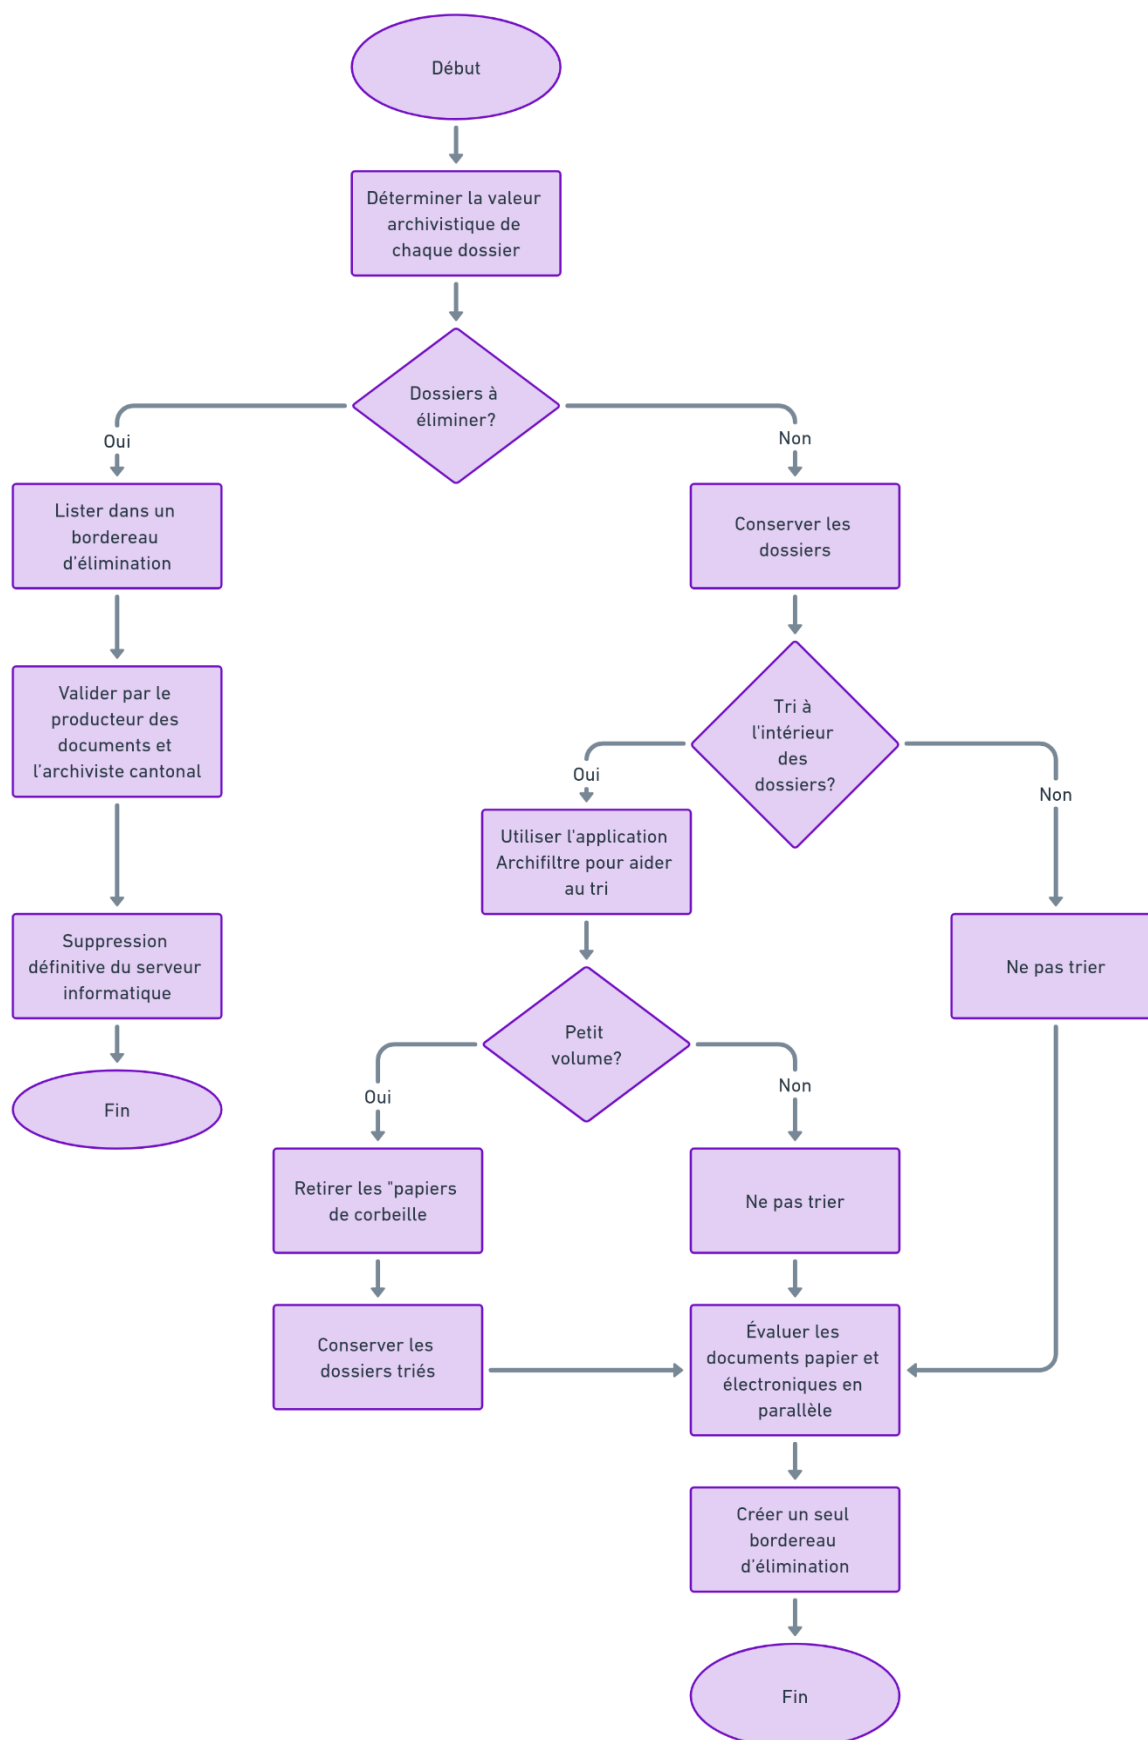 Début
Déterminer la valeur
archivistique de
chaque dossier
Dossiers à
éliminer?
Oui
Non
Lister dans un
bordereau
d'élimination
Conserver les
dossiers
Valider par le
producteur des
documents et
l'archiviste cantonal
Tri à
l'intérieur
des
dossiers?
Oui
Non
Utiliser l'application
Archifiltre pour aider
au tri
Suppression
définitive du serveur
informatique
Ne pas trier
Petit
volume?
Oui
Non
Fin
Retirer les "papiers
de corbeille
Ne pas trier
Conserver les
dossiers triés
Évaluer les
documents papier et
électroniques en
parallèle
Créer un seul
bordereau
d'élimination
Fin